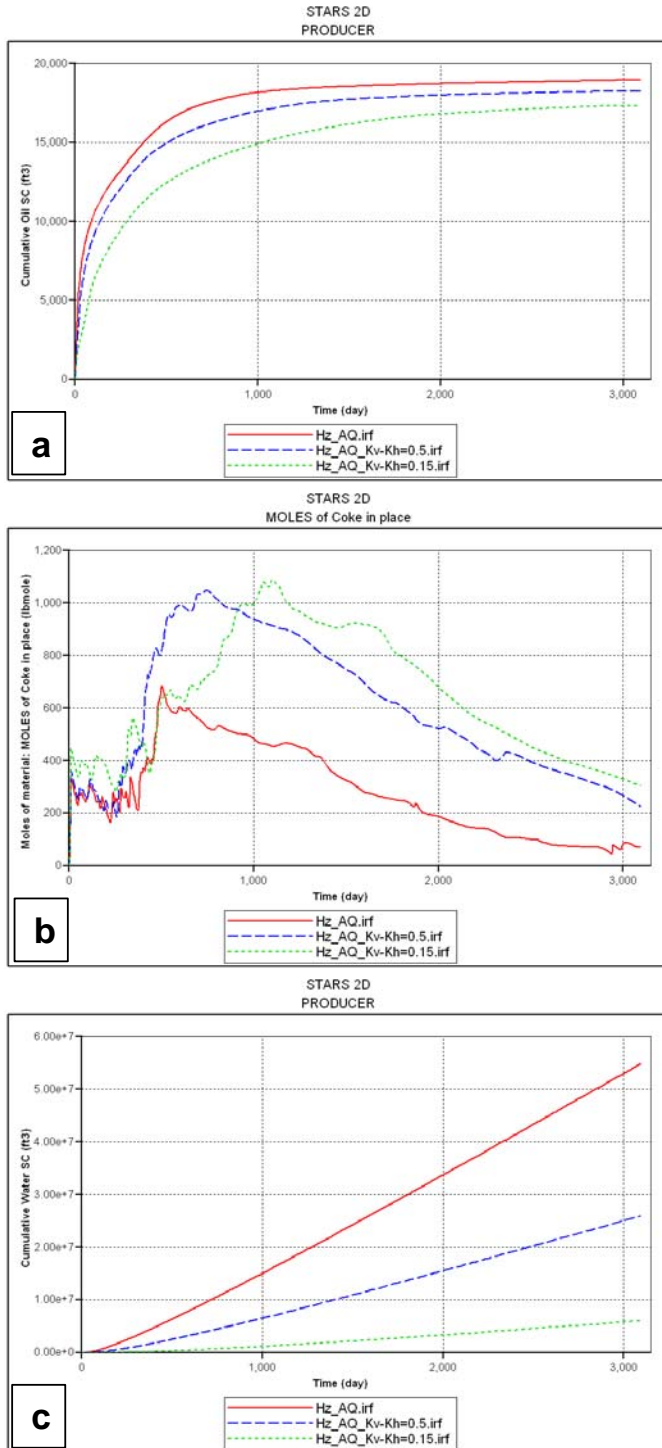 STARS 2D
PRODUCER
20,000
15,000
10,000
5,000
0
Cumulative Oil SC (ft3)
0 1,000 2,000 3,000
Time (day)
Hz_AQ.irf
Hz_AQ_Kv-Kh=0.5.irf
Hz_AQ_Kv-Kh=0.15.irf
a
STARS 2D
MOLES of Coke in place
1,200
1,000
800
600
400
200
0
Moles of material: MOLES of Coke in place (lbmole)
0 1,000 2,000 3,000
Time (day)
Hz_AQ.irf
Hz_AQ_Kv-Kh=0.5.irf
Hz_AQ_Kv-Kh=0.15.irf
b
STARS 2D
PRODUCER
6.00e+7
5.00e+7
4.00e+7
3.00e+7
2.00e+7
1.00e+7
0.00e+0
Cumulative Water SC (ft3)
0 1,000 2,000 3,000
Time (day)
Hz_AQ.irf
Hz_AQ_Kv-Kh=0.5.irf
Hz_AQ_Kv-Kh=0.15.irf
c